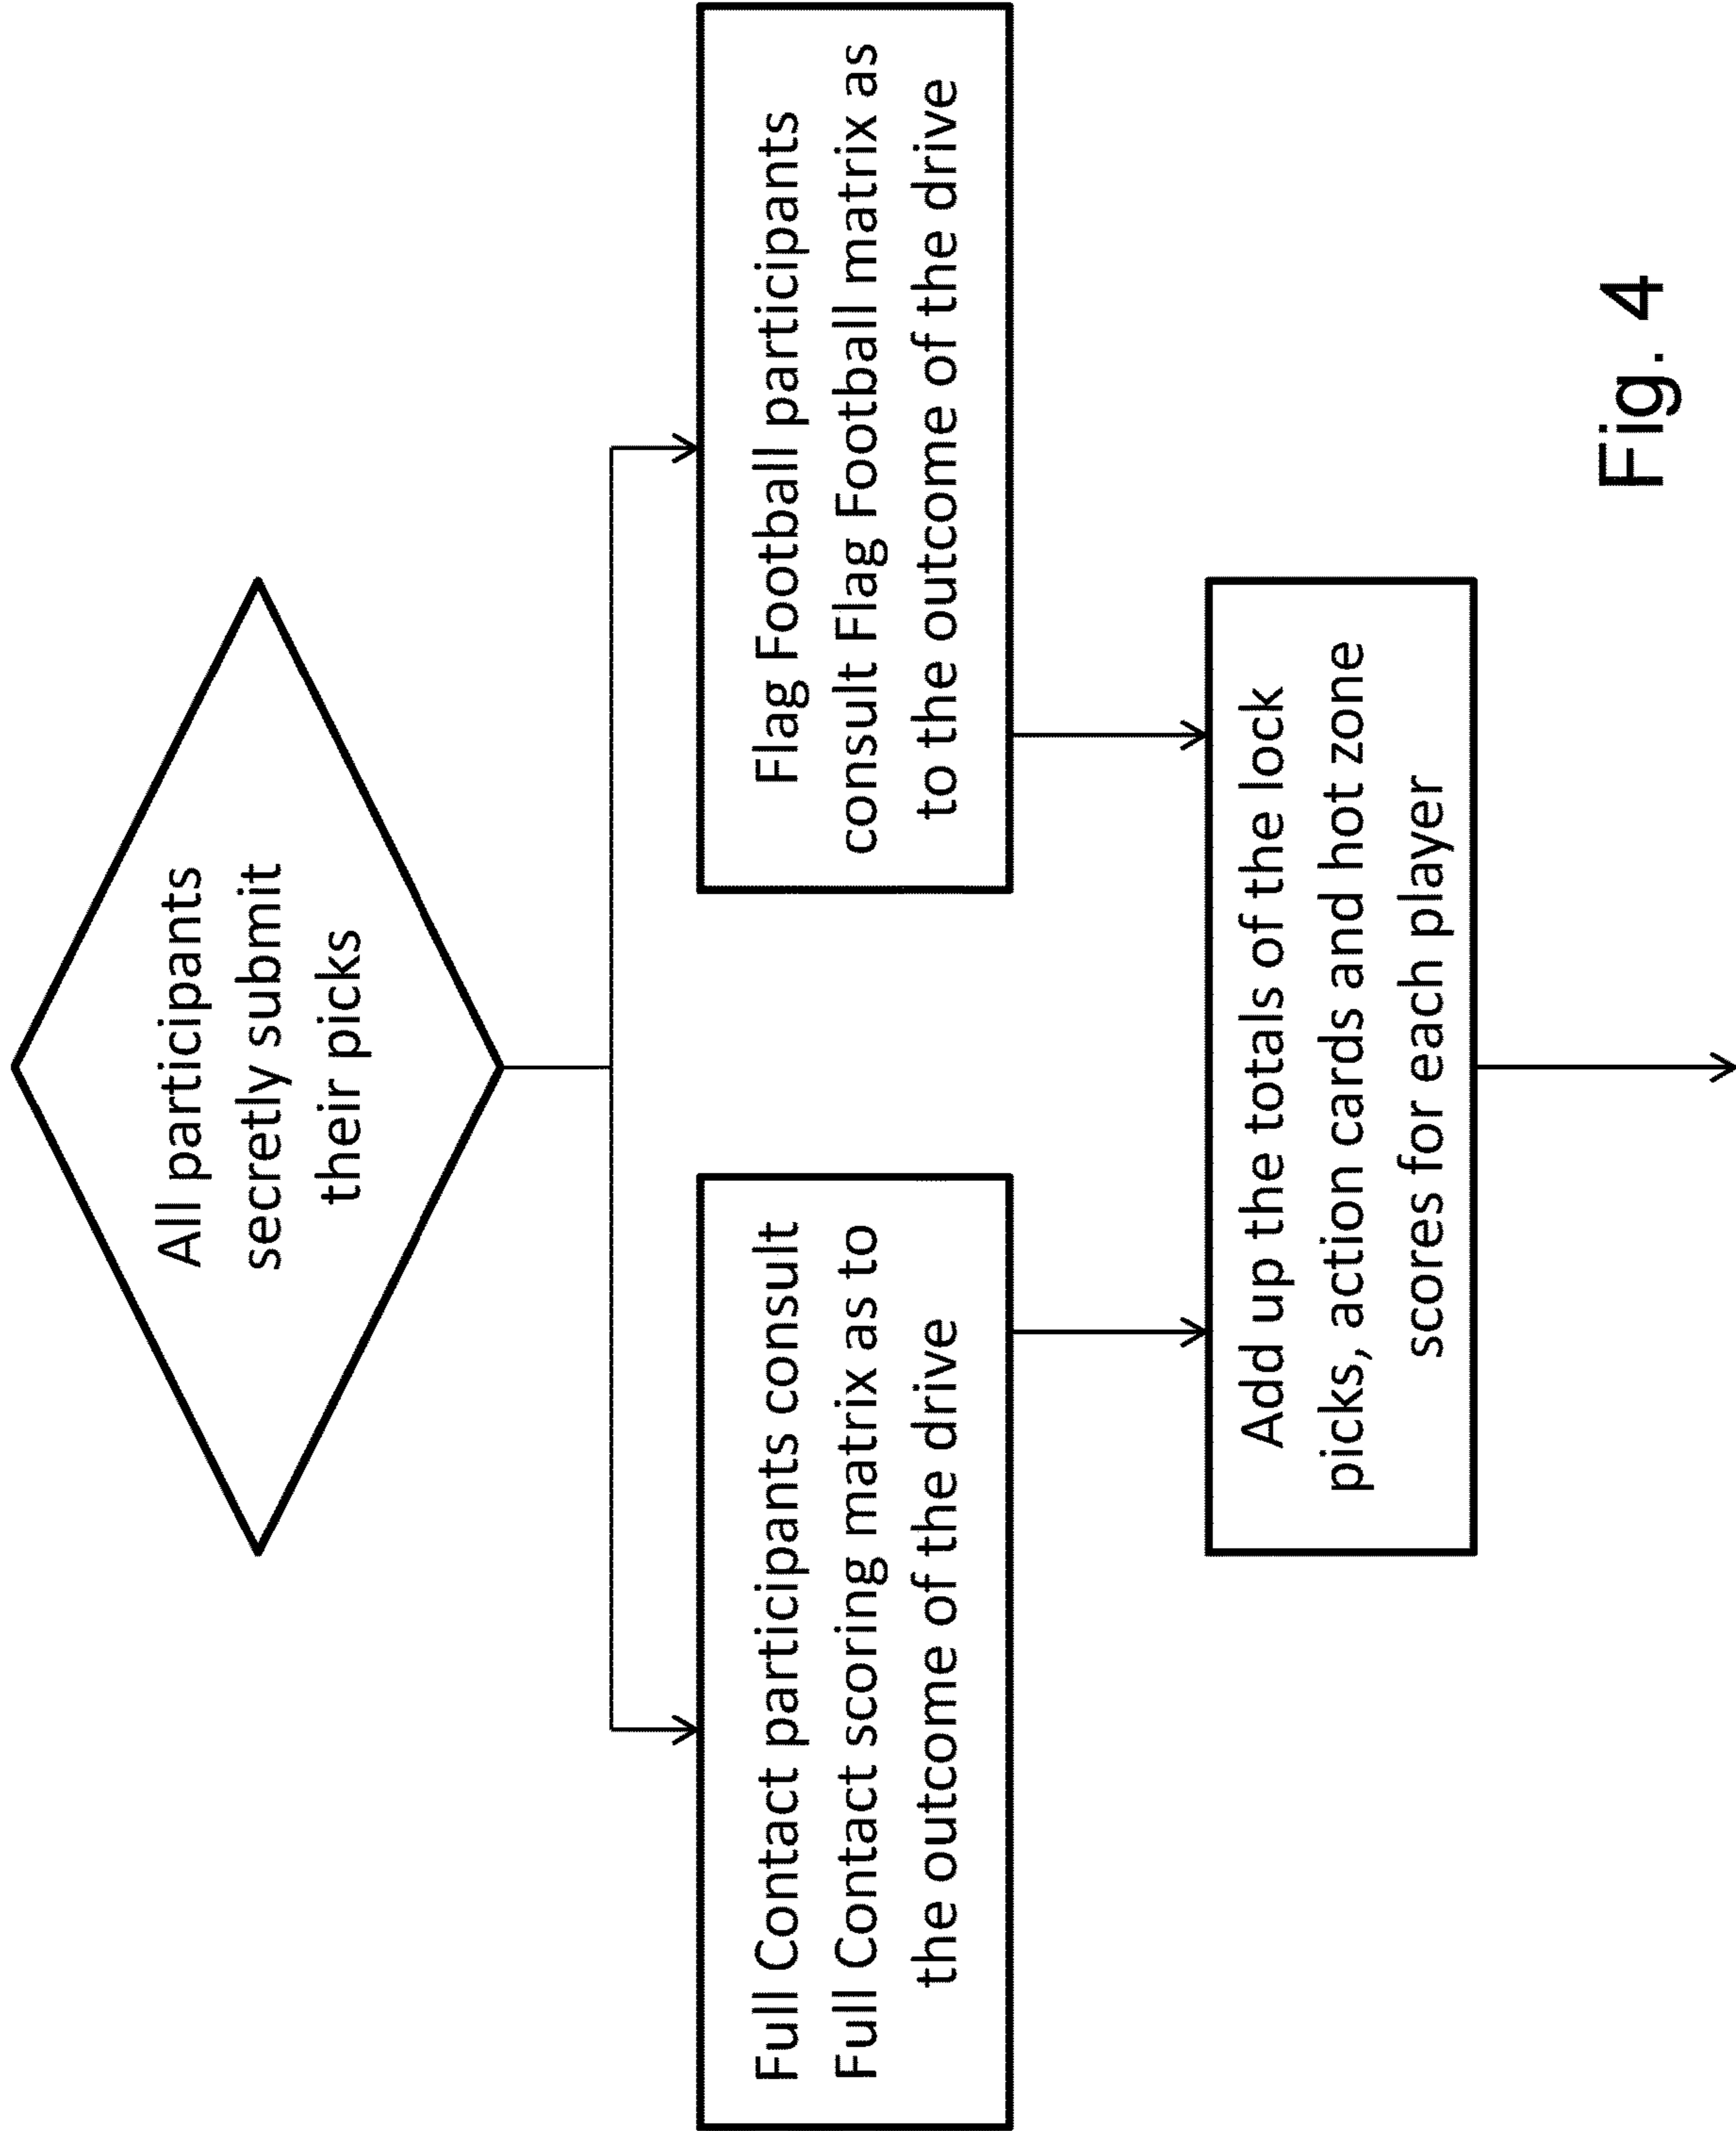 All participants
secretly submit
their picks
Full Contact participants consult
Full Contact scoring matrix as to
the outcome of the drive
Flag Football participants
consult Flag Football matrix as
to the outcome of the drive
Add up the totals of the lock
picks, action cards and hot zone
scores for each player
Fig. 4